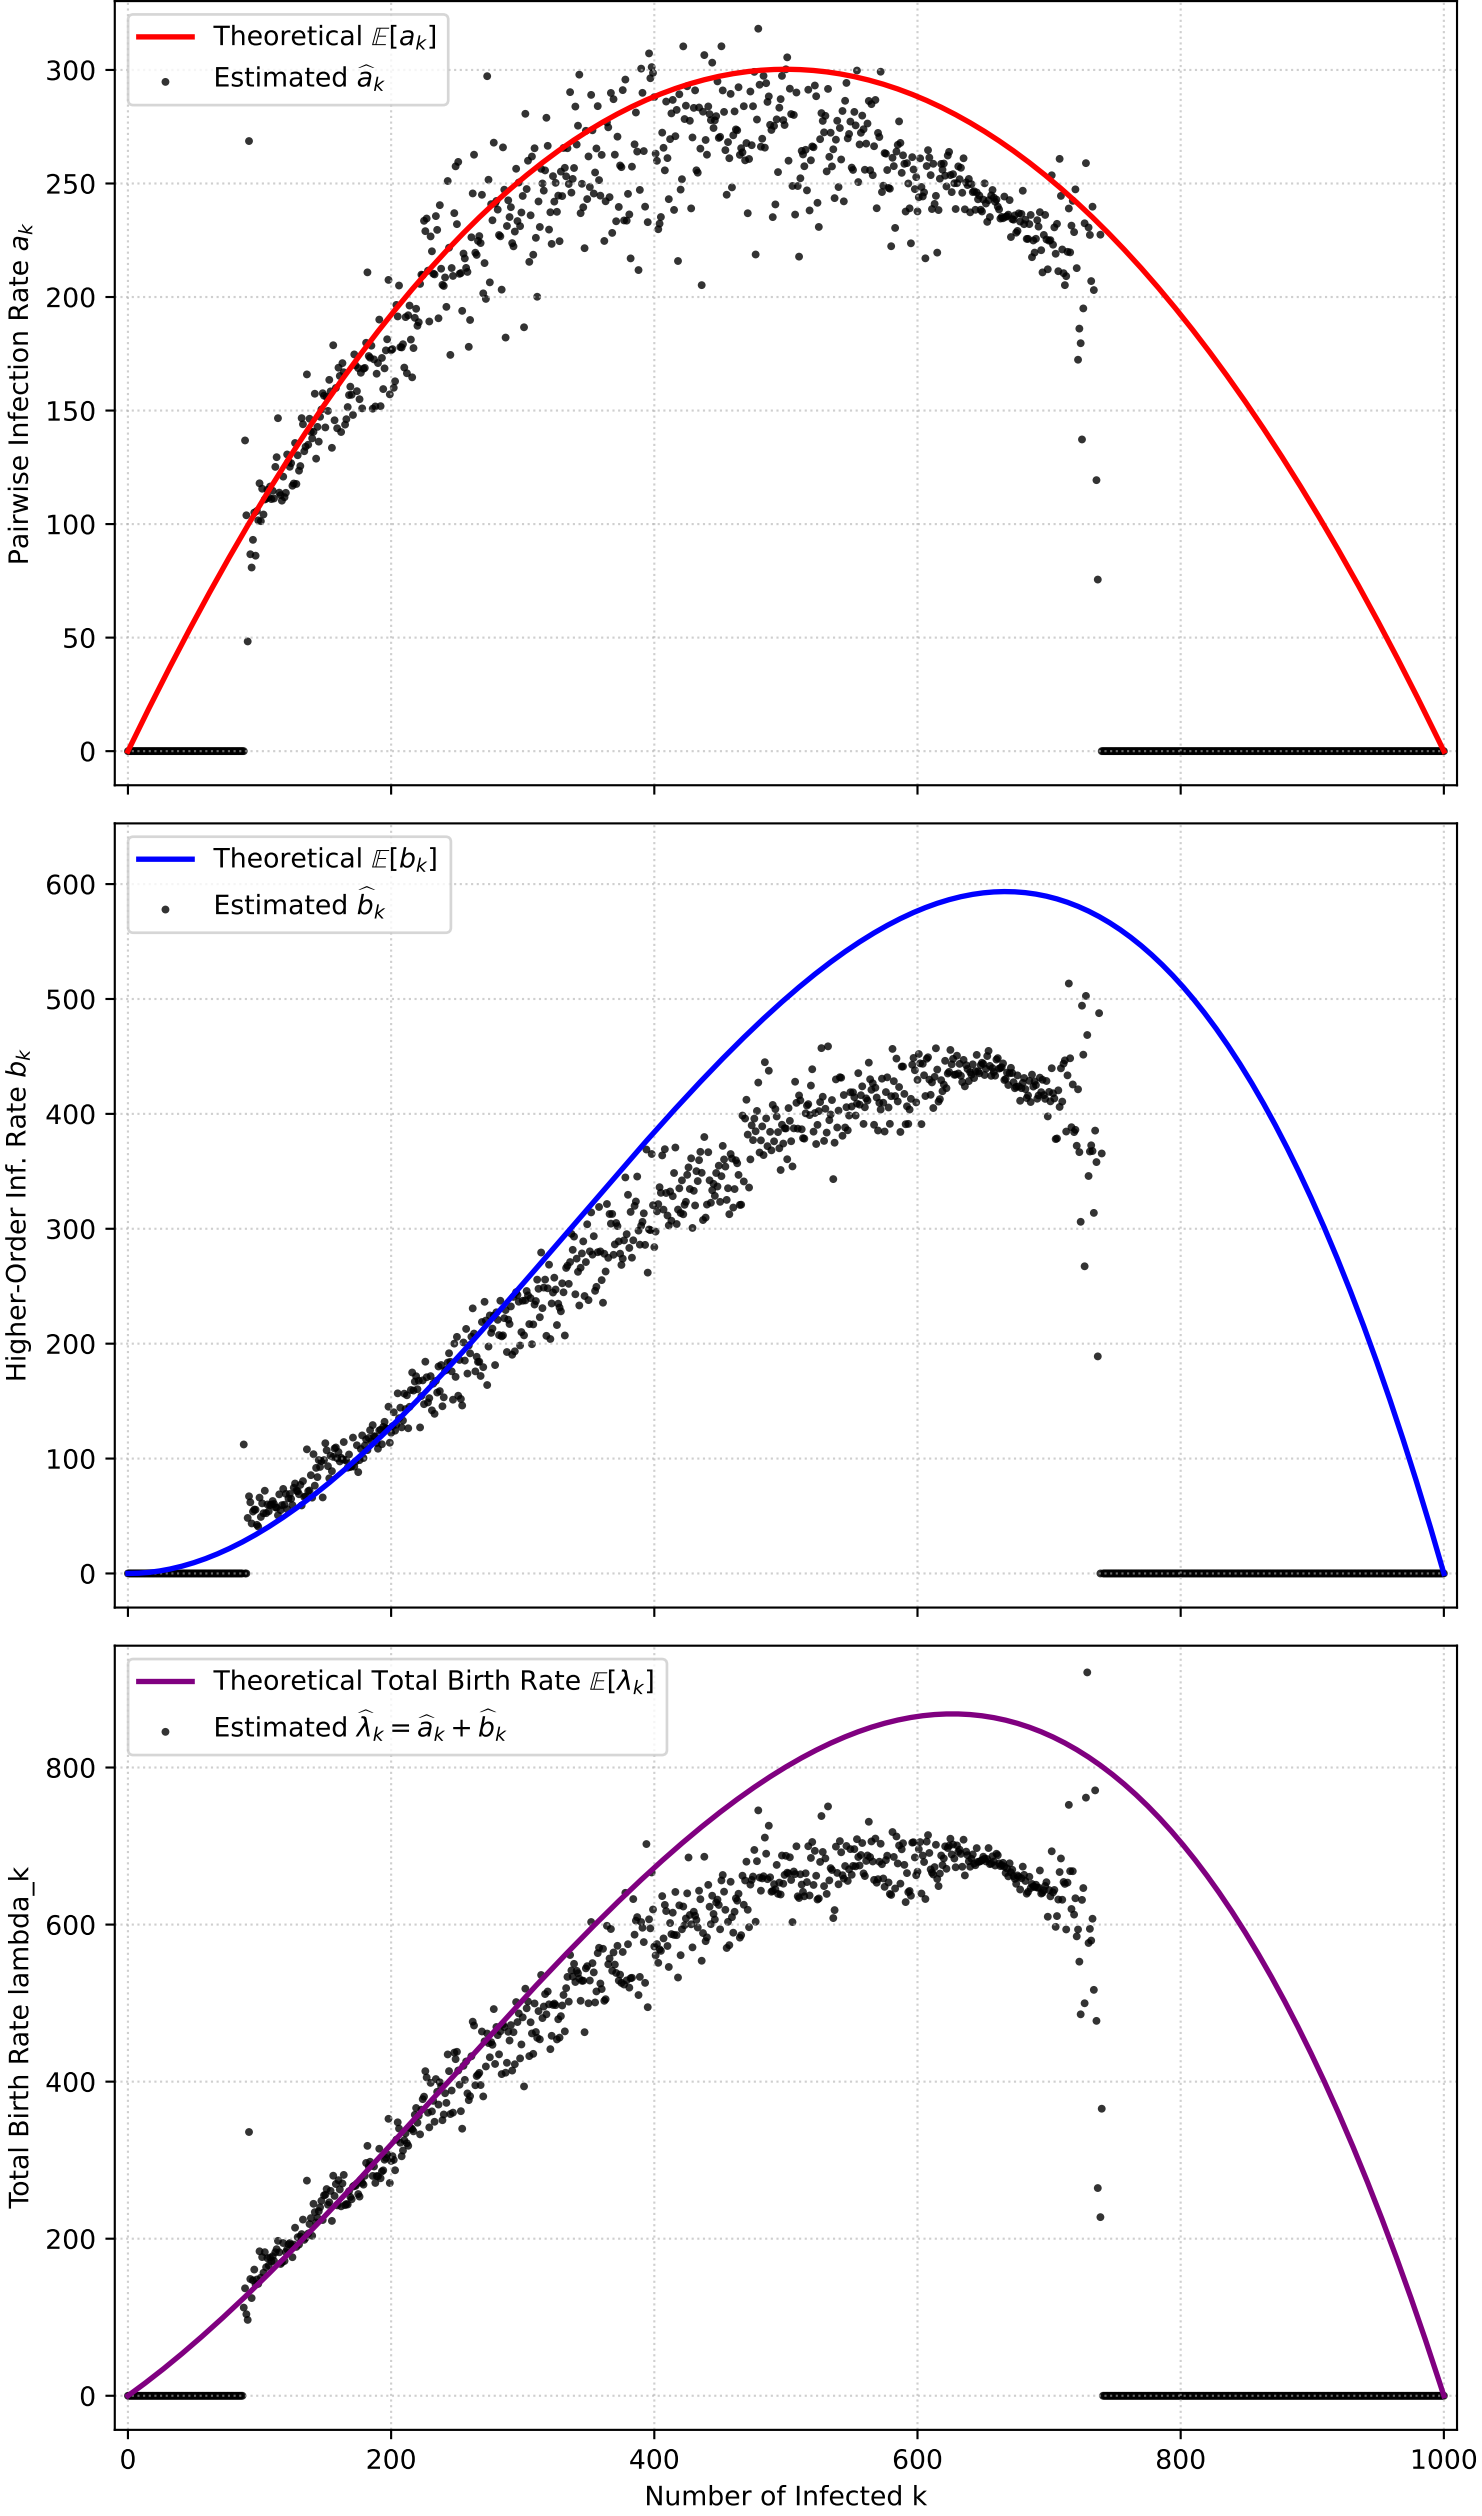 Theoretical 𝔼[a_k]
Estimated â_k
300
250
200
150
100
50
0
Pairwise Infection Rate a_k
Theoretical 𝔼[b_k]
Estimated b̂_k
600
500
400
300
200
100
0
Higher-Order Inf. Rate b_k
Theoretical Total Birth Rate 𝔼[λ_k]
Estimated λ̂_k = â_k + b̂_k
800
600
400
200
0
Total Birth Rate lambda_k
0 200 400 600 800 1000
Number of Infected k